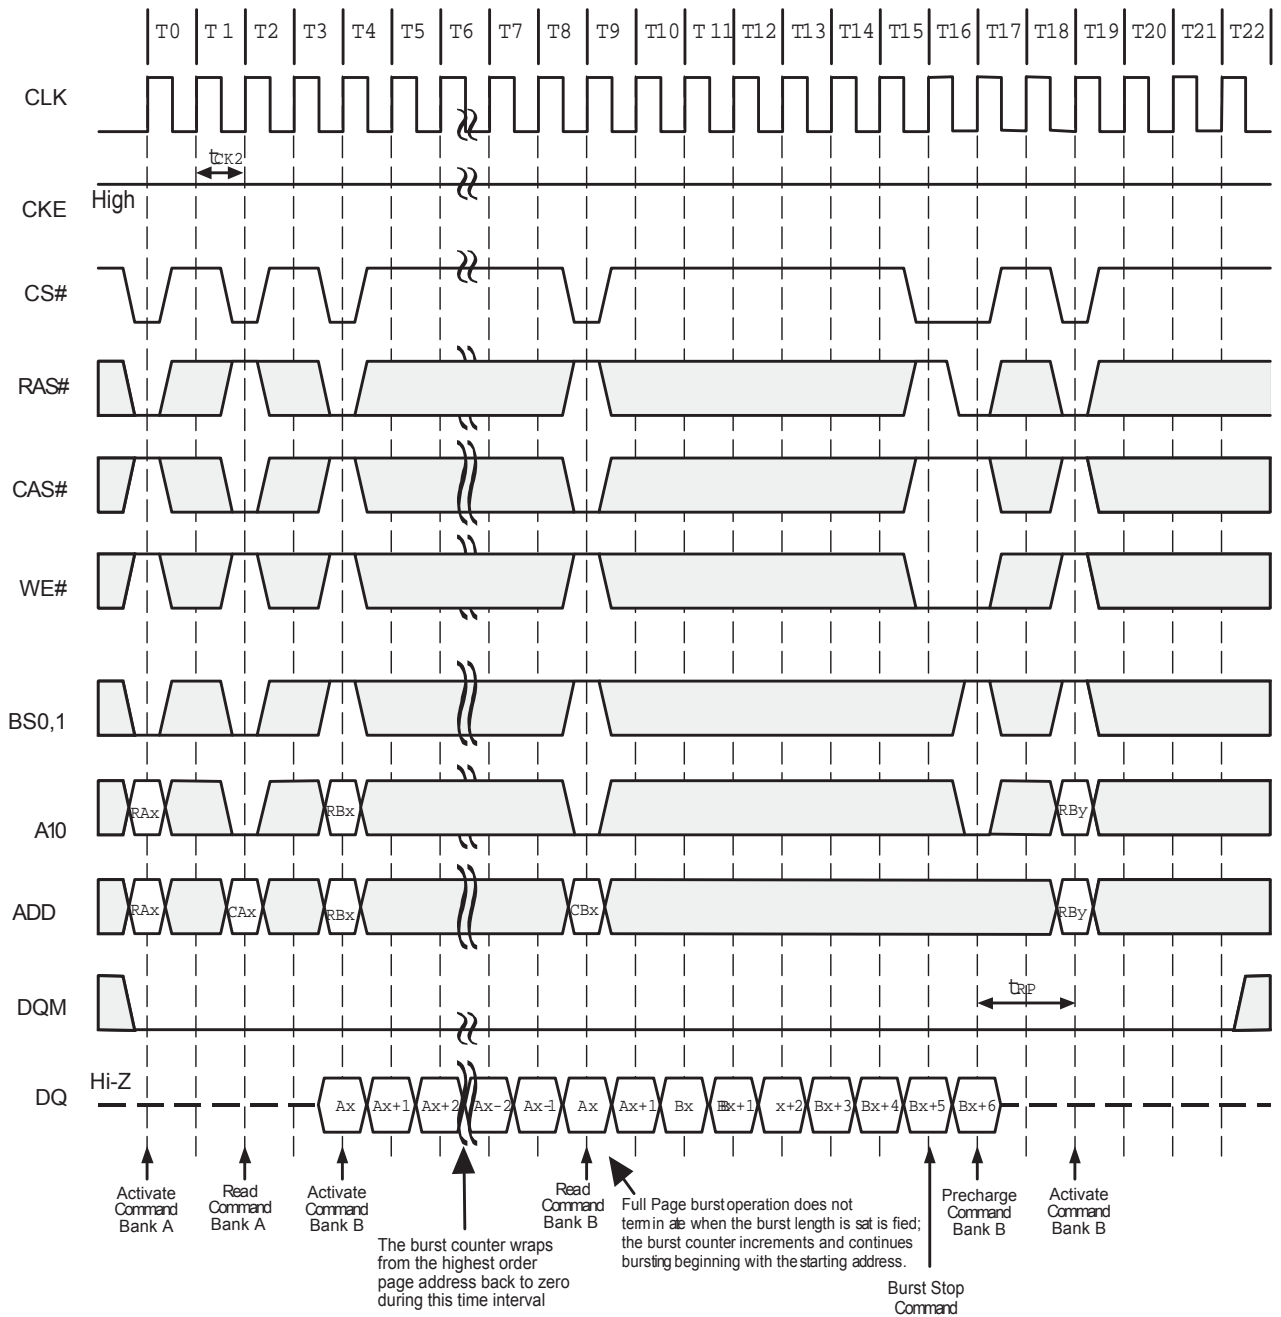 T0 T1 T2 T3 T4 T5 T6 T7 T8 T9 T10 T11 T12 T13 T14 T15 T16 T17 T18 T19 T20 T21 T22
CLK
tCK2
High
CKE
CS#
RAS#
CAS#
WE#
BS0,1
RAx RBx RBy
A10
RAx CAx RBx CBx RBy
ADD
tRP
DQM
Hi-Z
DQ
Ax Ax+1 Ax+2 Ax-2 Ax-1 Ax Ax+1 Bx Bx+1 x+2 Bx+3 Bx+4 Bx+5 Bx+6
Activate
Command
Bank A
Read
Command
Bank A
Activate
Command
Bank B
The burst counter wraps
from the highest order
page address back to zero
during this time interval
Read
Command
Bank B
Full Page burst operation does not
terminate when the burst length is satisfied;
the burst counter increments and continues
bursting beginning with the starting address.
Burst Stop
Command
Precharge
Command
Bank B
Activate
Command
Bank B